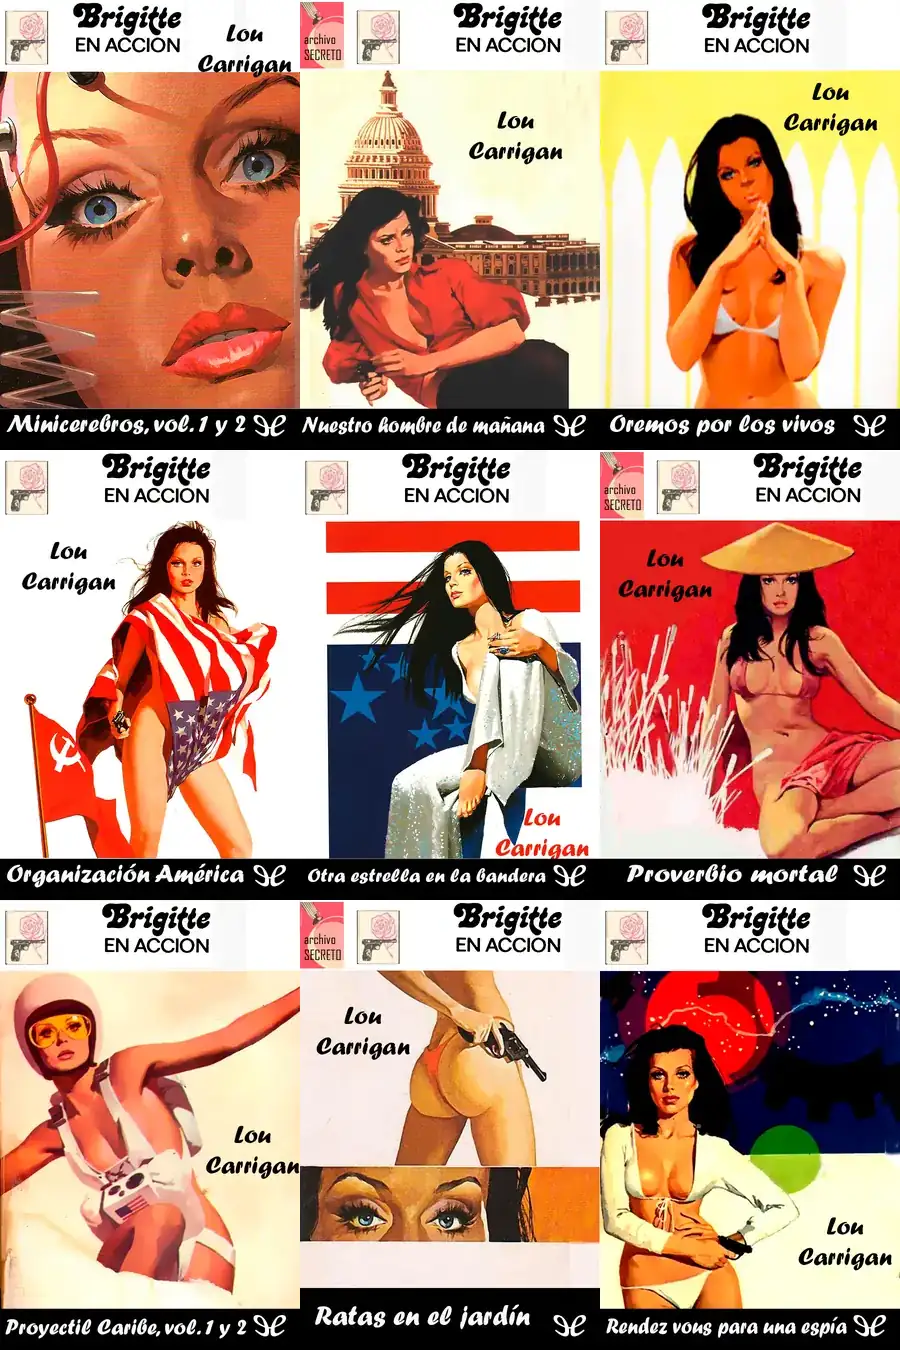 Brigitte
EN ACCION
Lou
Carrigan
Minicerebros, vol. 1 y 2
archivo
SECRETO
Brigitte
EN ACCION
Lou
Carrigan
Nuestro hombre de mañana
Brigitte
EN ACCION
Lou
Carrigan
Oremos por los vivos
Brigitte
EN ACCION
Lou
Carrigan
Organización América
Brigitte
EN ACCION
Lou
Carrigan
Otra estrella en la bandera
archivo
SECRETO
Brigitte
EN ACCION
Lou
Carrigan
Proverbio mortal
Brigitte
EN ACCION
Lou
Carrigan
Proyectil Caribe, vol. 1 y 2
archivo
SECRETO
Brigitte
EN ACCION
Lou
Carrigan
Ratas en el jardín
Brigitte
EN ACCION
Lou
Carrigan
Rendez vous para una espía